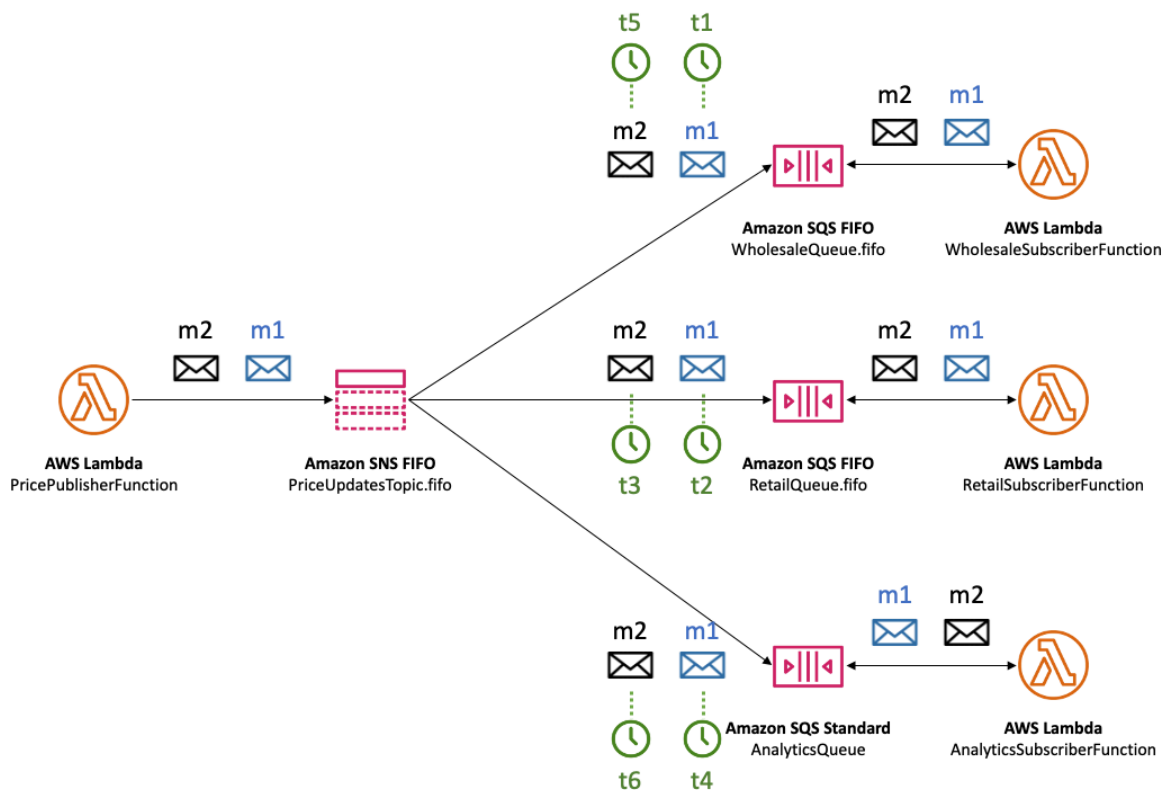 t5
t1
m2
m1
m2
m1
Amazon SQS FIFO
WholesaleQueue.fifo
AWS Lambda
WholesaleSubscriberFunction
m2
m1
m2
m1
m2
m1
AWS Lambda
PricePublisherFunction
Amazon SNS FIFO
PriceUpdatesTopic.fifo
t3
t2
Amazon SQS FIFO
RetailQueue.fifo
AWS Lambda
RetailSubscriberFunction
m2
m1
m1
m2
Amazon SQS Standard
AnalyticsQueue
AWS Lambda
AnalyticsSubscriberFunction
t6
t4